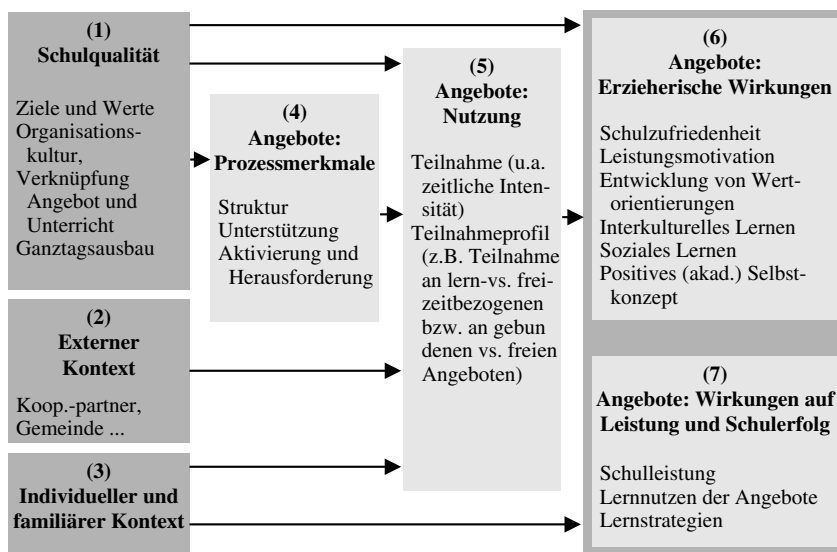 (1)
Schulqualität
Ziele und Werte
Organisations-
kultur,
Verknüpfung
Angebot und
Unterricht
Ganztagsausbau
(2)
Externer
Kontext
Koop.-partner,
Gemeinde ...
(3)
Individueller und
familiärer Kontext
(4)
Angebote:
Prozessmerkmale
Struktur
Unterstützung
Aktivierung und
Herausforderung
(5)
Angebote:
Nutzung
Teilnahme (u.a.
zeitliche Inten-
sität)
Teilnahmeprofil
(z.B. Teilnahme
an lern-vs. frei-
zeitbezogenen
bzw. an gebun
denen vs. freien
Angeboten)
(6)
Angebote:
Erzieherische Wirkungen
Schulzufriedenheit
Leistungsmotivation
Entwicklung von Wert-
orientierungen
Interkulturelles Lernen
Soziales Lernen
Positives (akad.) Selbst-
konzept
(7)
Angebote: Wirkungen auf
Leistung und Schulerfolg
Schulleistung
Lernnutzen der Angebote
Lernstrategien